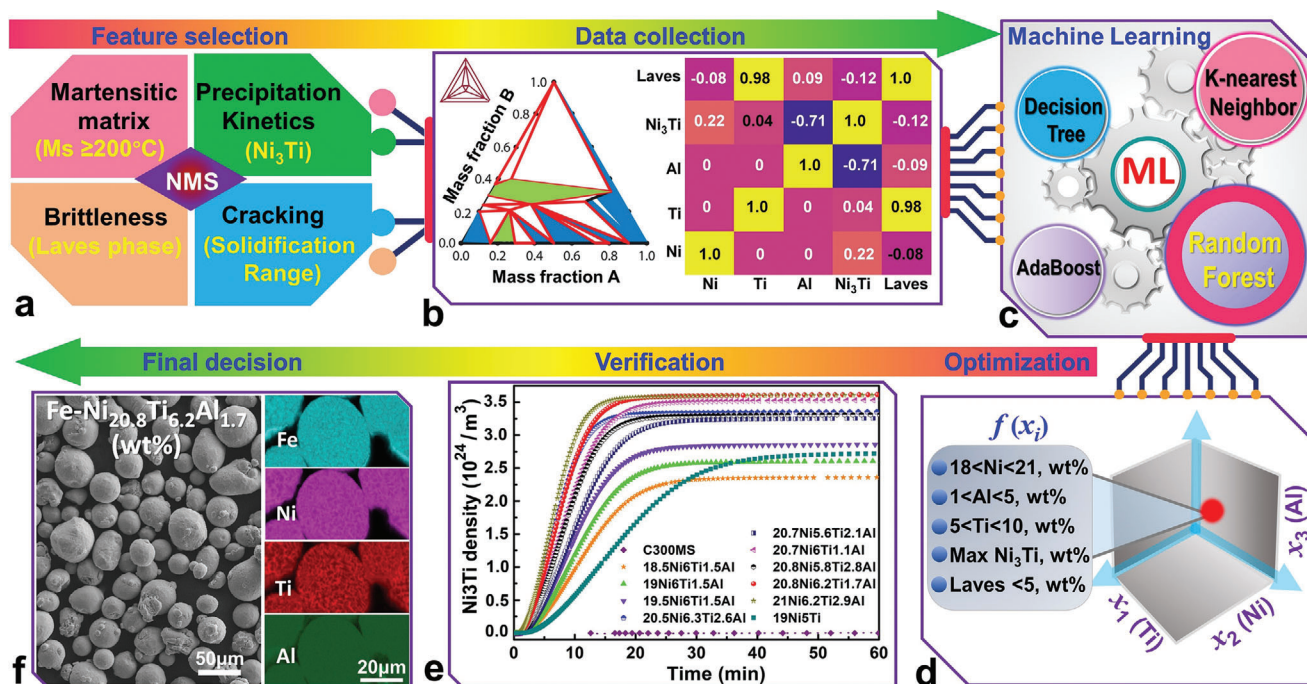 Feature selection
Data collection
Machine Learning
Martensitic
matrix
(Ms ≥200°C)
Precipitation
Kinetics
(Ni3Ti)
NMS
Brittleness
(Laves phase)
Cracking
(Solidification
Range)
a
Mass fraction B
1.0
0.8
0.6
0.4
0.2
0.0
0.0 0.2 0.4 0.6 0.8 1.0
Mass fraction A
b
Laves -0.08 0.98 0.09 -0.12 1.0
Ni3Ti 0.22 0.04 -0.71 1.0 -0.12
Al 0 0 1.0 -0.71 -0.09
Ti 0 1.0 0 0.04 0.98
Ni 1.0 0 0 0.22 -0.08
Ni Ti Al Ni3Ti Laves
K-nearest
Neighbor
Decision
Tree
ML
Random
Forest
AdaBoost
c
Final decision
Verification
Optimization
Fe-Ni20.8Ti6.2Al1.7
(wt%)
50μm
Fe
Ni
Ti
Al
20μm
f
Ni3Ti density (10^24/m^3)
3.5
3.0
2.5
2.0
1.5
1.0
0.5
0.0
0 10 20 30 40 50 60
Time (min)
C300MS
18.5Ni6Ti1.5Al
19Ni6Ti1.5Al
19.5Ni6Ti1.5Al
20.5Ni6.3Ti2.6Al
20.7Ni5.6Ti2.1Al
20.7Ni6Ti1.1Al
20.8Ni5.8Ti2.8Al
20.8Ni6.2Ti1.7Al
21Ni6.2Ti2.9Al
19Ni5Ti
e
f (xi)
18<Ni<21, wt%
1<Al<5, wt%
5<Ti<10, wt%
Max Ni3Ti, wt%
Laves <5, wt%
x1 (Ti)
x2 (Ni)
x3 (Al)
d